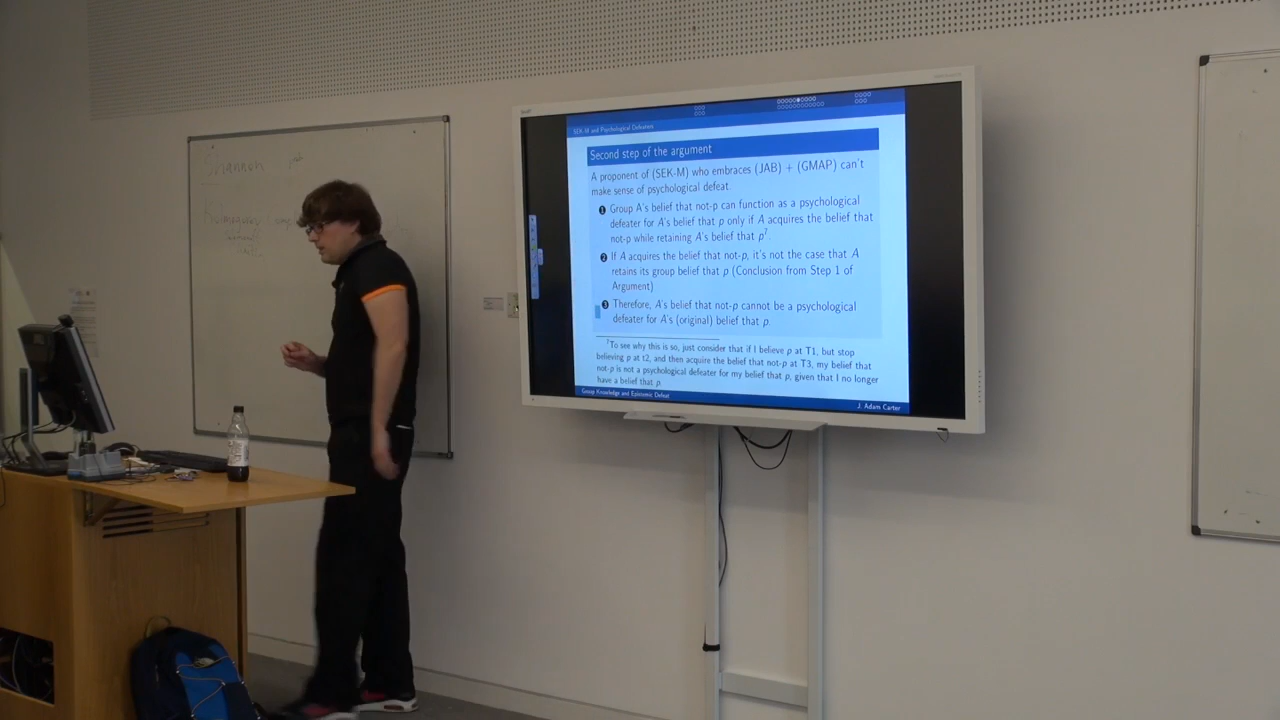 Shannon
SEK-M and Psychological Defeaters
Second step of the argument
A proponent of (SEK-M) who embraces (JAB) + (GMAP) can't
make sense of psychological defeat.
1 Group A's belief that not-p can function as a psychological
defeater for A's belief that p only if A acquires the belief that
not-p while retaining A's belief that p⁷.
2 If A acquires the belief that not-p, it's not the case that A
retains its group belief that p (Conclusion from Step 1 of
Argument)
3 Therefore, A's belief that not-p cannot be a psychological
defeater for A's (original) belief that p.
⁷To see why this is so, just consider that if I believe p at T1, but stop
believing p at t2, and then acquire the belief that not-p at T3, my belief that
not-p is not a psychological defeater for my belief that p, given that I no longer
have a belief that p.
Group Knowledge and Epistemic Defeat
J. Adam Carter